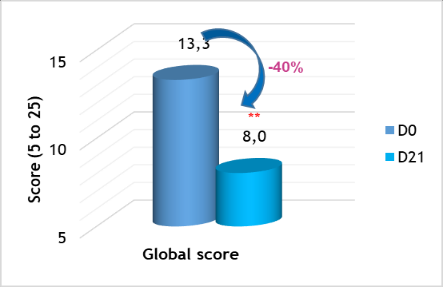 13,3
-40%
**
8,0
15
10
5
Score (5 to 25)
Global score
D0
D21